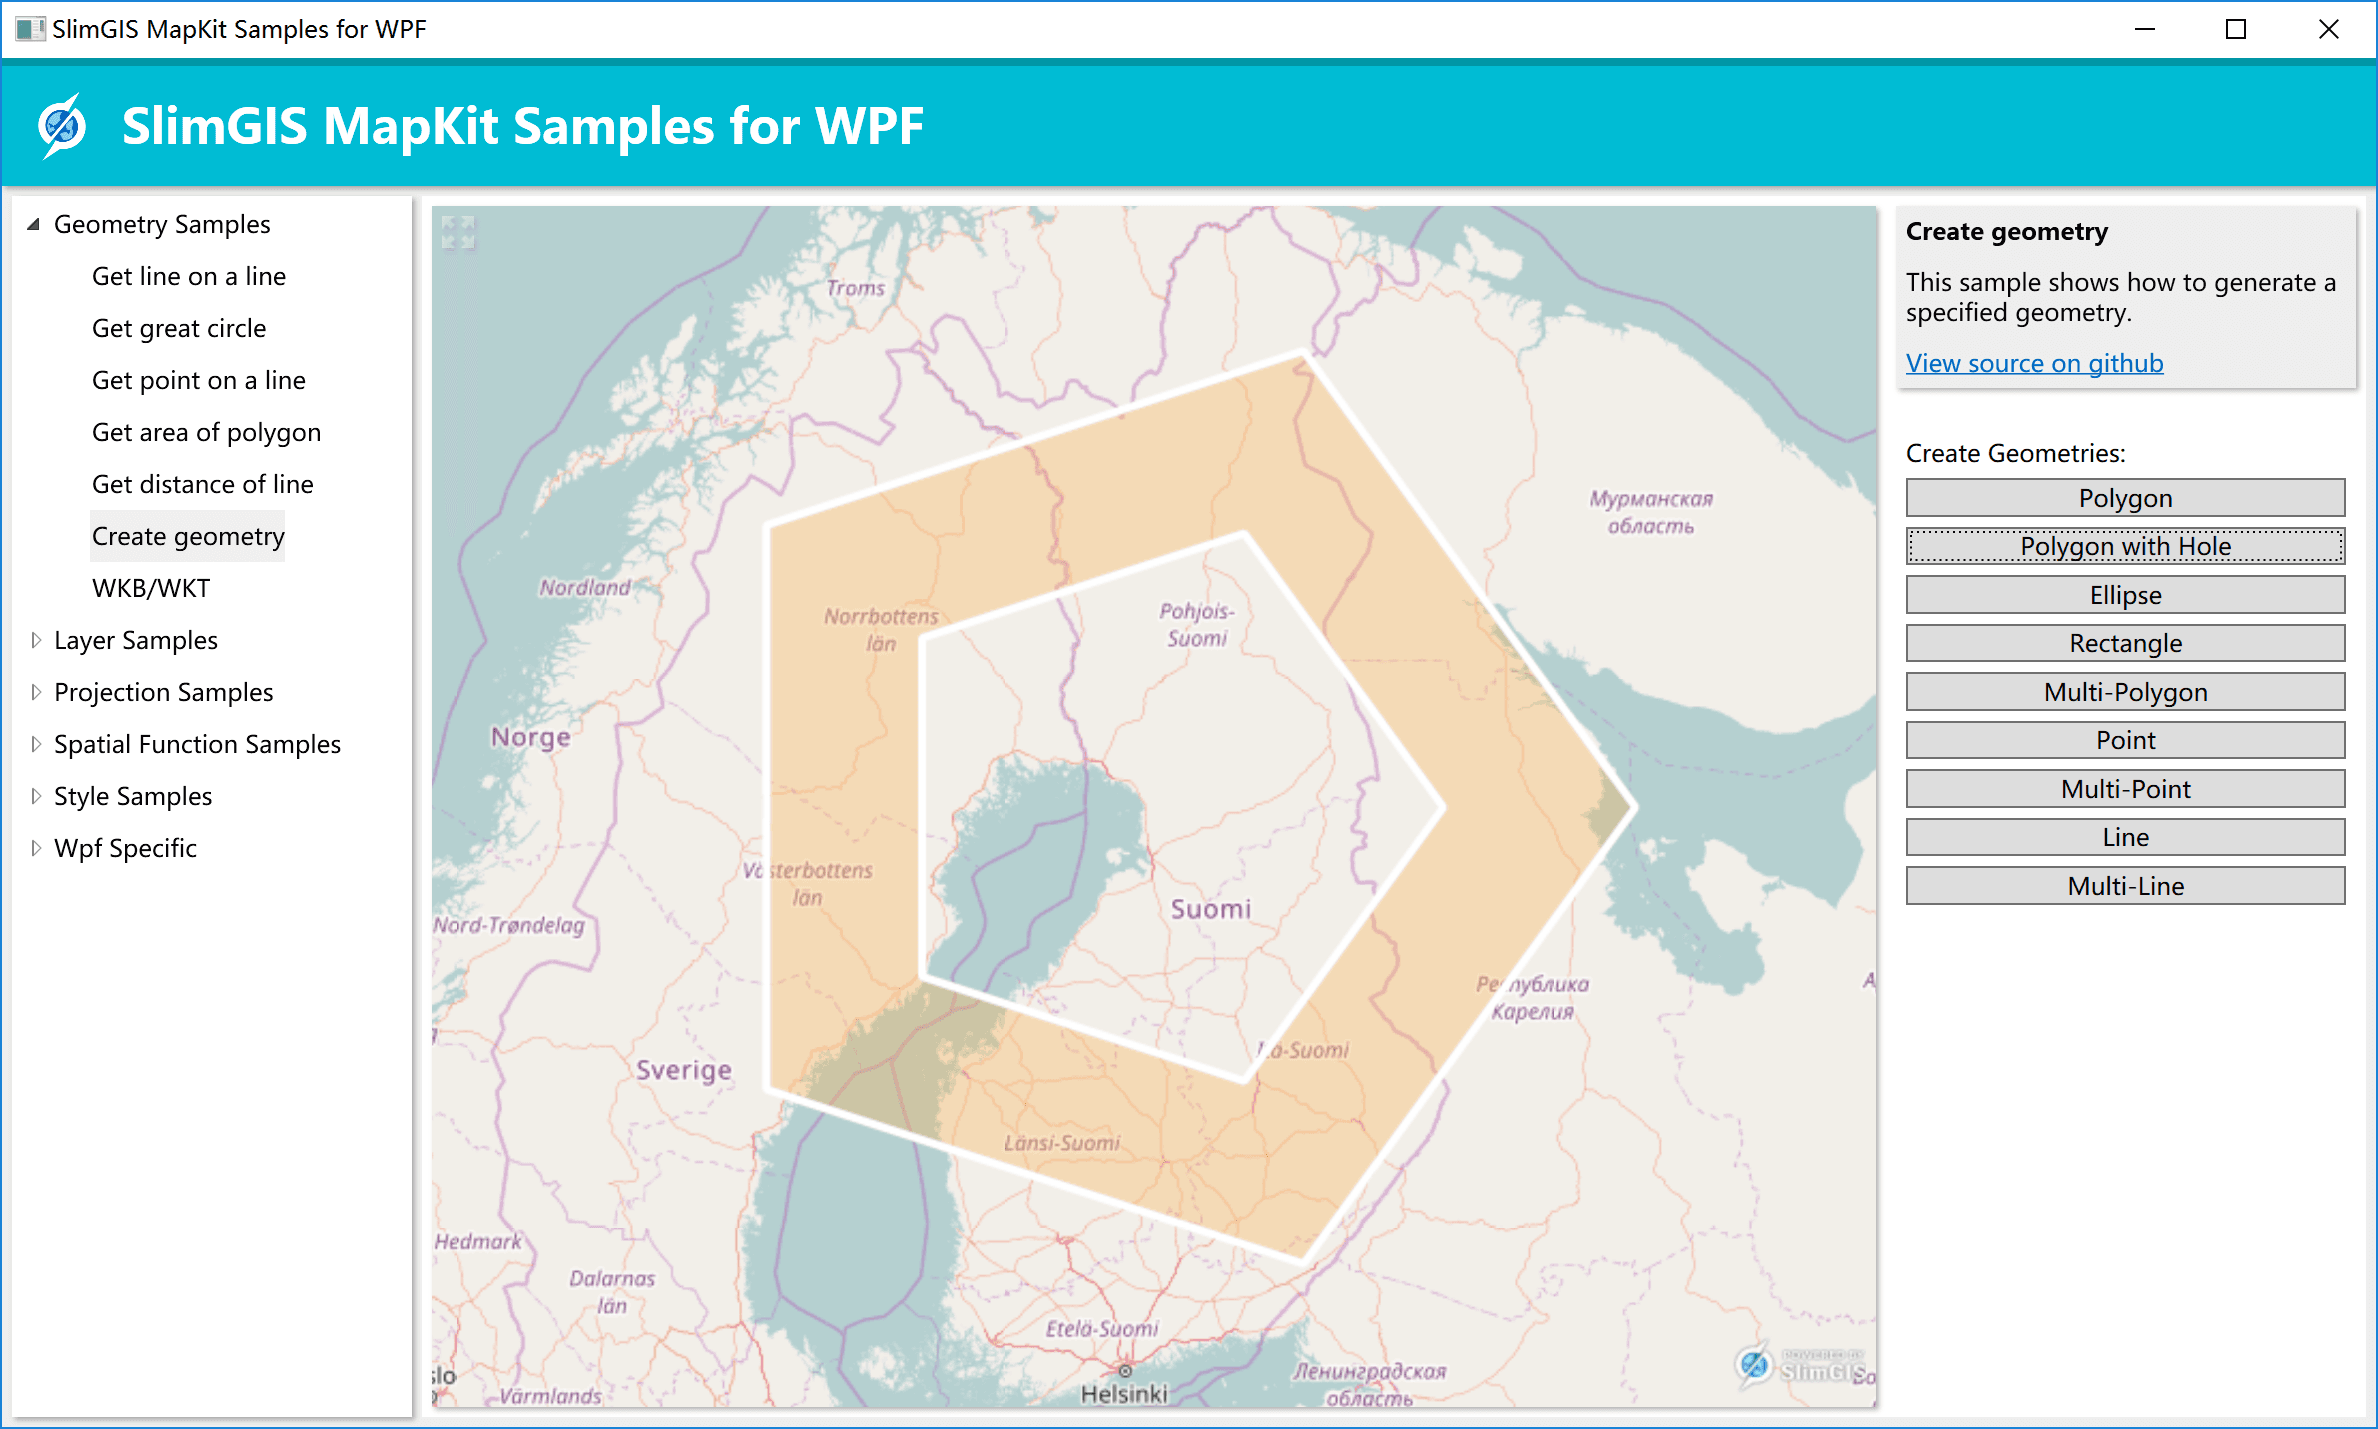 SlimGIS MapKit Samples for WPF
SlimGIS MapKit Samples for WPF
Geometry Samples
Get line on a line
Get great circle
Get point on a line
Get area of polygon
Get distance of line
Create geometry
WKB/WKT
Layer Samples
Projection Samples
Spatial Function Samples
Style Samples
Wpf Specific
Troms
Мурманская
область
Nordland
Norrbottens
län
Pohjois-
Suomi
Norge
Västerbottens
län
Suomi
Nord-Trøndelag
Республика
Карелия
Sverige
Länsi-Suomi
Hedmark
Dalarnas
län
Etelä-Suomi
Helsinki
Ленинградская
область
Värmlands
slo
POWERED BY
SlimGIS
Create geometry
This sample shows how to generate a
specified geometry.
View source on github
Create Geometries:
Polygon
Polygon with Hole
Ellipse
Rectangle
Multi-Polygon
Point
Multi-Point
Line
Multi-Line